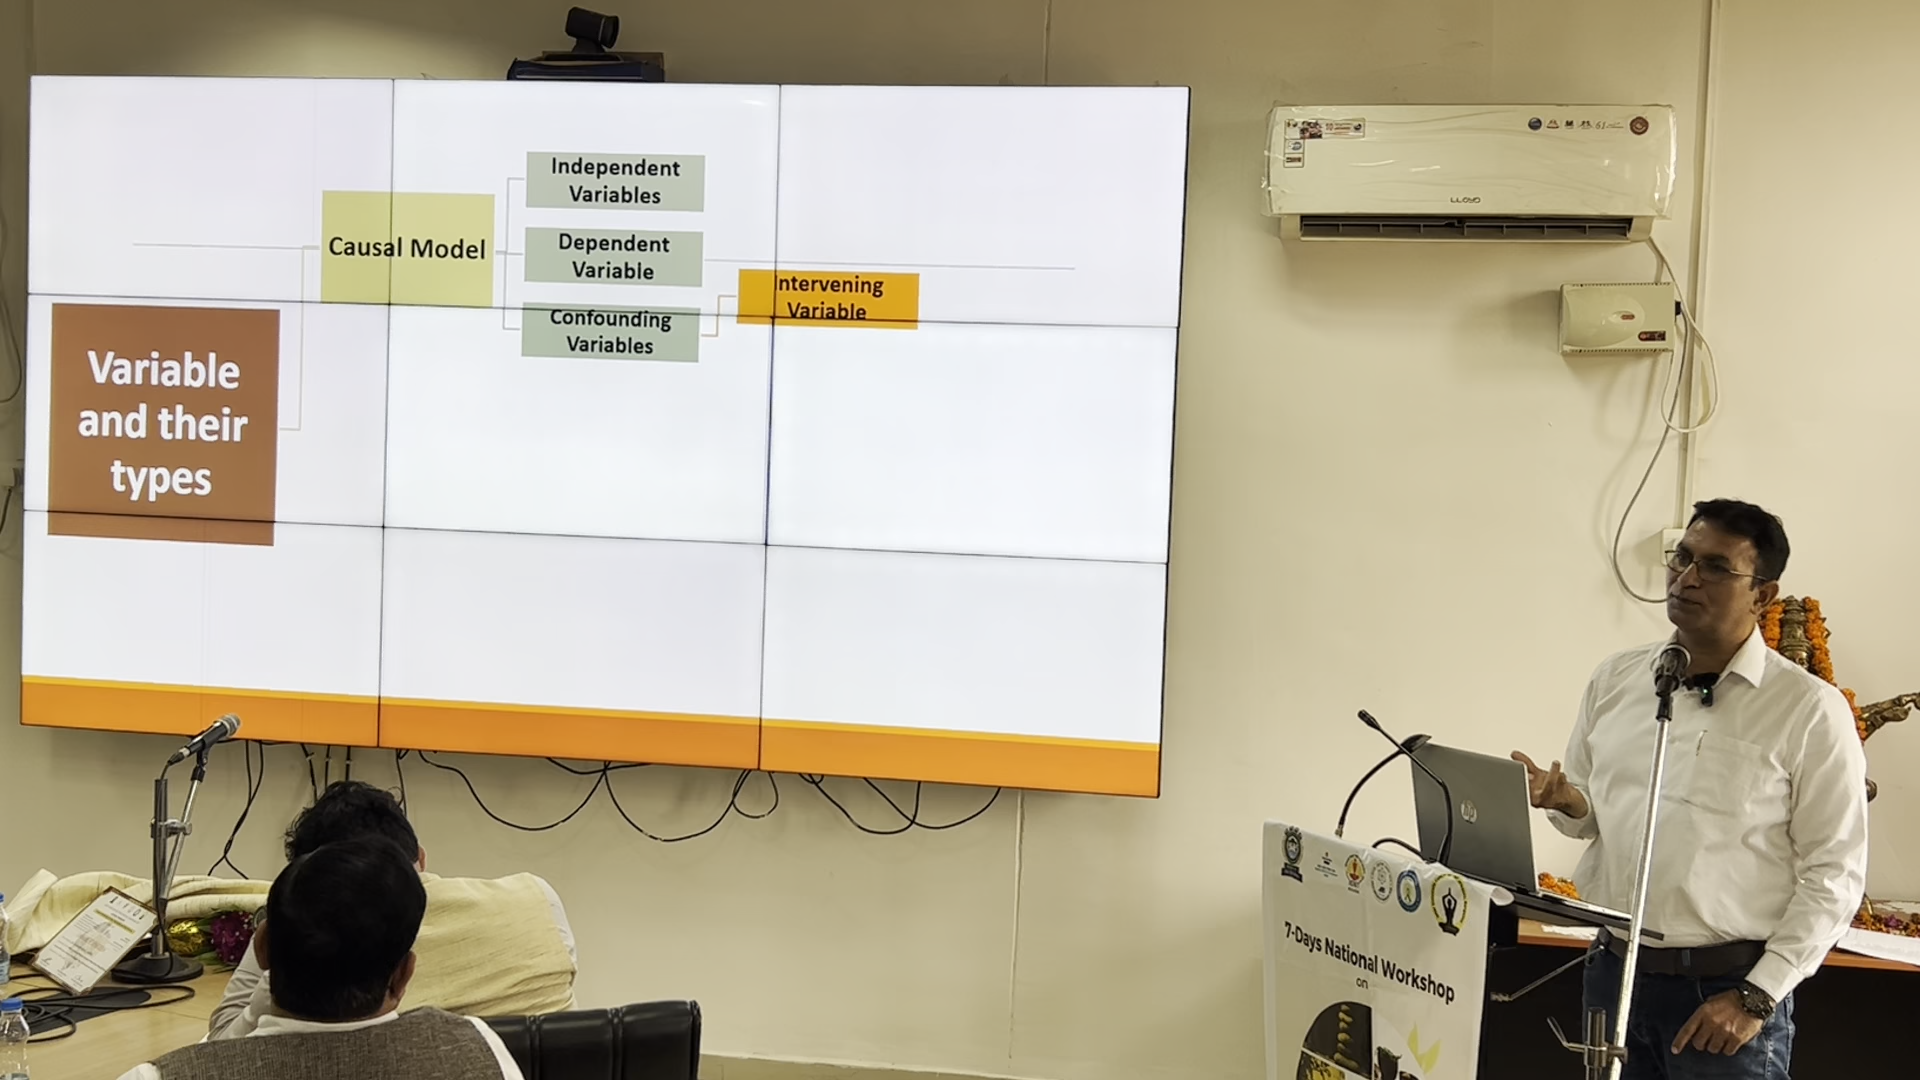 Independent
Variables
Causal Model
Dependent
Variable
Intervening
Variable
Confounding
Variables
Variable
and their
types
LLOYD
hp
7-Days National Workshop
on